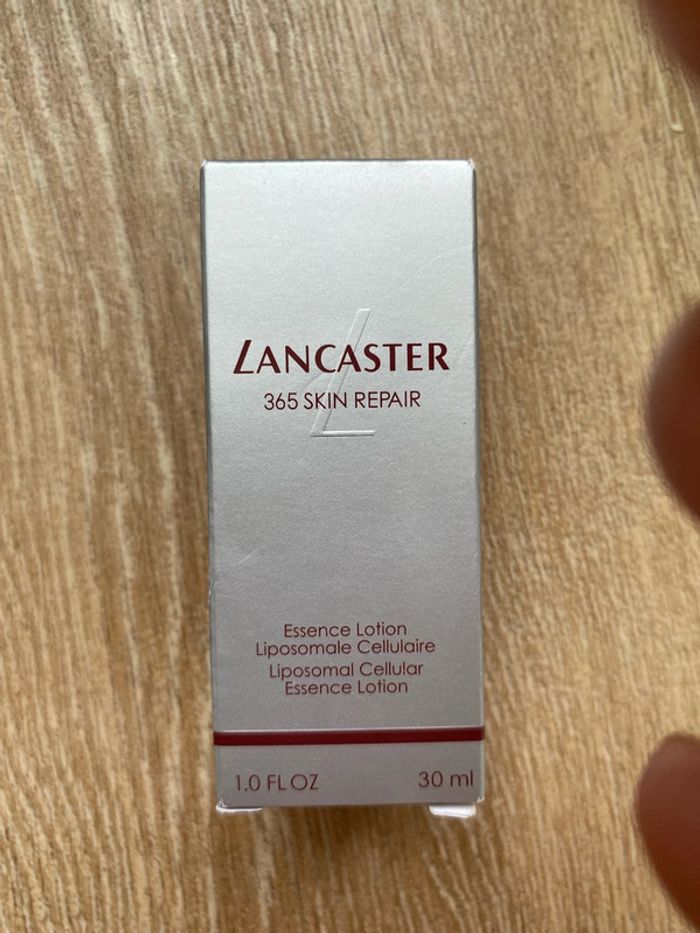 LANCASTER
365 SKIN REPAIR
Essence Lotion
Liposomale Cellulaire
Liposomal Cellular
Essence Lotion
1.0 FL OZ 30 ml